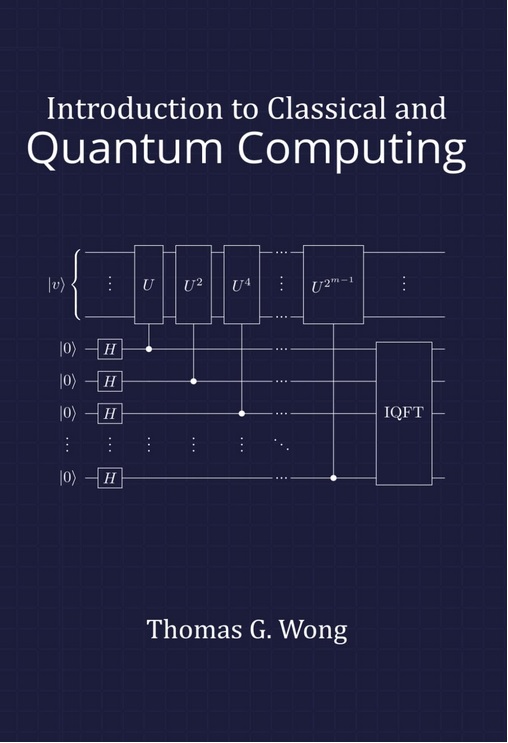 Introduction to Classical and
Quantum Computing
|v⟩ { ⋮ U U² U⁴ ⋯ ⋮ ⋯ U^{2^{m−1}} ⋮
|0⟩ H ⋯
|0⟩ H ⋯
|0⟩ H ⋯ IQFT
⋮ ⋮ ⋮ ⋮ ⋮ ⋱
|0⟩ H ⋯
Thomas G. Wong